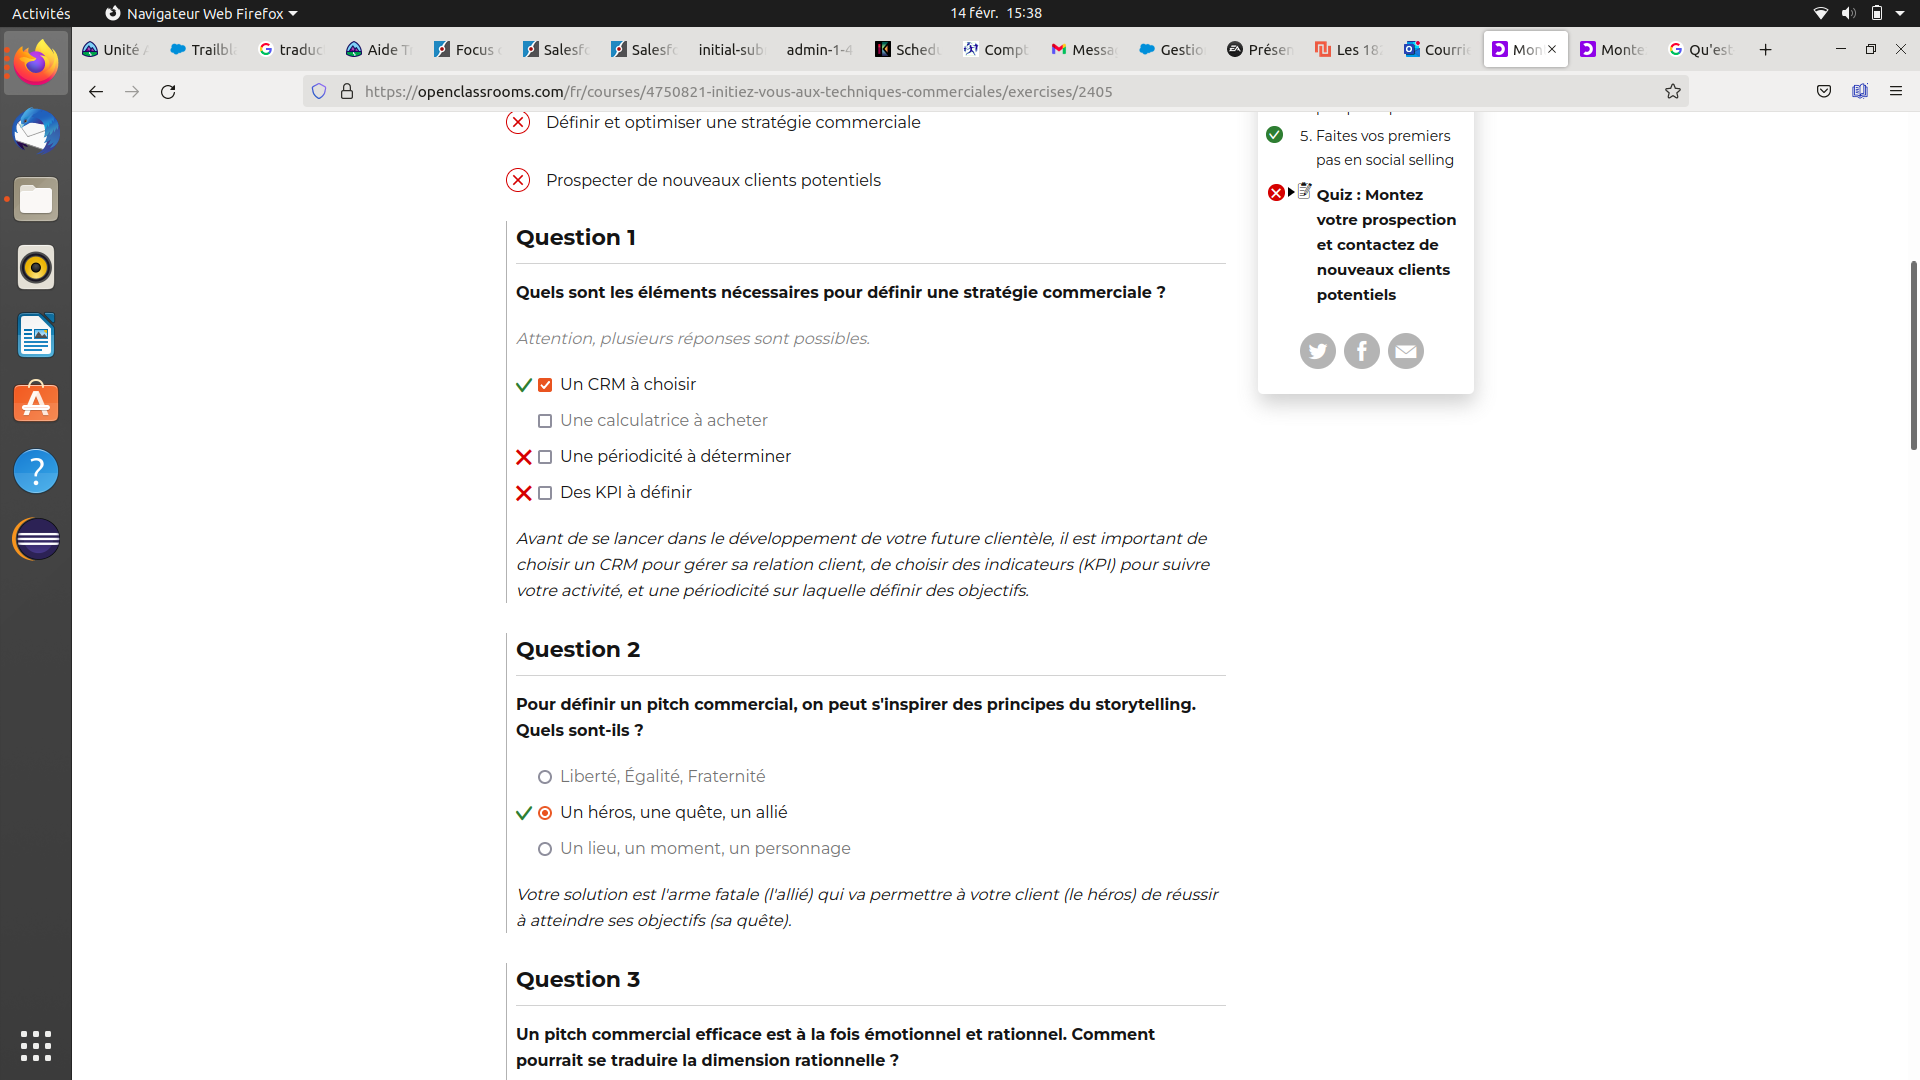 Activités
Navigateur Web Firefox
14 févr. 15:38
Unité
Trailbl
traduc
Aide T
Focus
Salesfo
Salesfo
initial-sub
admin-1-4
Schedu
Compt
Messa
Gestio
Présen
Les 18
Courrie
Mon
Monte
Qu'est
https://openclassrooms.com/fr/courses/4750821-initiez-vous-aux-techniques-commerciales/exercises/2405
Définir et optimiser une stratégie commerciale
Prospecter de nouveaux clients potentiels
Question 1
Quels sont les éléments nécessaires pour définir une stratégie commerciale ?
Attention, plusieurs réponses sont possibles.
Un CRM à choisir
Une calculatrice à acheter
Une périodicité à déterminer
Des KPI à définir
Avant de se lancer dans le développement de votre future clientèle, il est important de
choisir un CRM pour gérer sa relation client, de choisir des indicateurs (KPI) pour suivre
votre activité, et une périodicité sur laquelle définir des objectifs.
Question 2
Pour définir un pitch commercial, on peut s'inspirer des principes du storytelling.
Quels sont-ils ?
Liberté, Égalité, Fraternité
Un héros, une quête, un allié
Un lieu, un moment, un personnage
Votre solution est l'arme fatale (l'allié) qui va permettre à votre client (le héros) de réussir
à atteindre ses objectifs (sa quête).
Question 3
Un pitch commercial efficace est à la fois émotionnel et rationnel. Comment
pourrait se traduire la dimension rationnelle ?
5. Faites vos premiers
pas en social selling
Quiz : Montez
votre prospection
et contactez de
nouveaux clients
potentiels